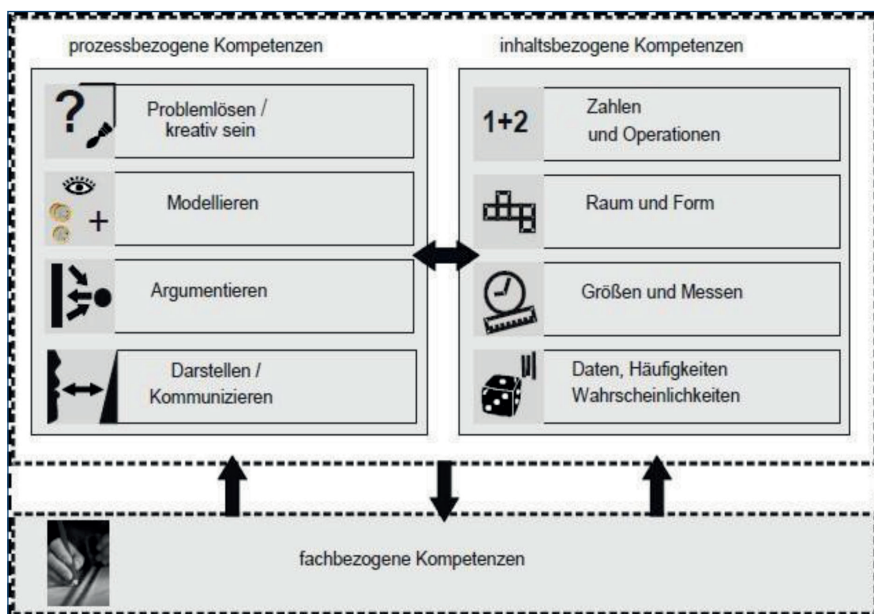 prozessbezogene Kompetenzen
?
Problemlösen /
kreativ sein
+
Modellieren
Argumentieren
Darstellen /
Kommunizieren
inhaltsbezogene Kompetenzen
1+2
Zahlen
und Operationen
Raum und Form
Größen und Messen
Daten, Häufigkeiten
Wahrscheinlichkeiten
fachbezogene Kompetenzen